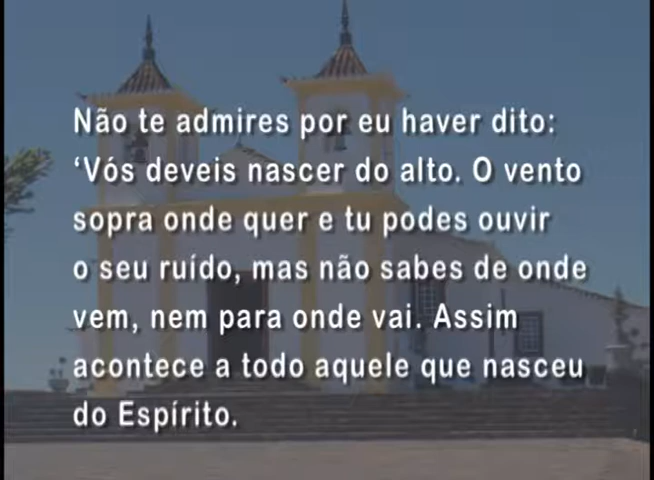 Não te admires por eu haver dito:
‘Vós deveis nascer do alto. O vento
sopra onde quer e tu podes ouvir
o seu ruído, mas não sabes de onde
vem, nem para onde vai. Assim
acontece a todo aquele que nasceu
do Espírito.